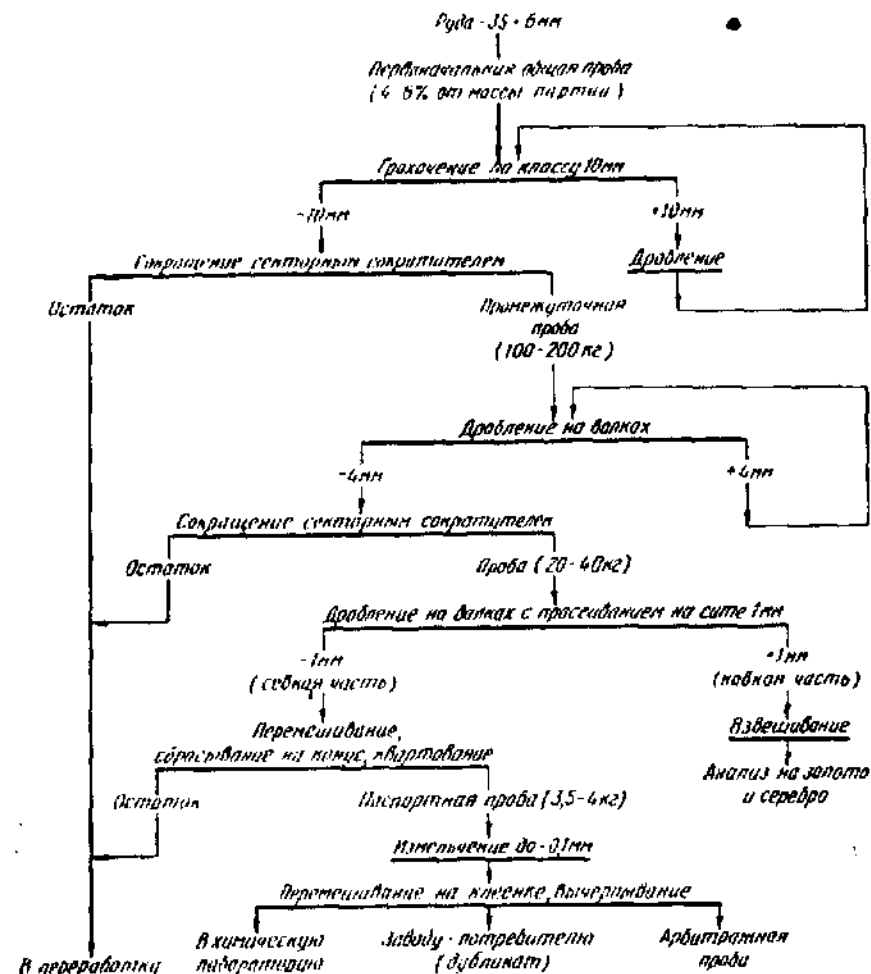 Руда -35+6мм
Первоначальная общая проба
(4-6% от массы партии)
Грохочение по классу 10мм
-10мм
+10мм
Сокращение секторным сократителем
Дробление
Остаток
Промежуточная
проба
(100-200кг)
Дробление на валках
-4мм
+4мм
Сокращение секторным сократителем
Остаток
Проба (20-40кг)
Дробление на валках с просеиванием на сите 1мм
-1мм
(севкая часть)
+1мм
(ковкая часть)
Перемешивание,
сбрасывание на конус, квартование
Взвешивание
Остаток
Паспортная проба (3,5-4кг)
Анализ на золото
и серебро
Измельчение до -0,1мм
Перемешивание на клеенке, вычерпывание
В переработку
В химическую
лабораторию
Заводу-потребителю
(дубликат)
Арбитражная
проба